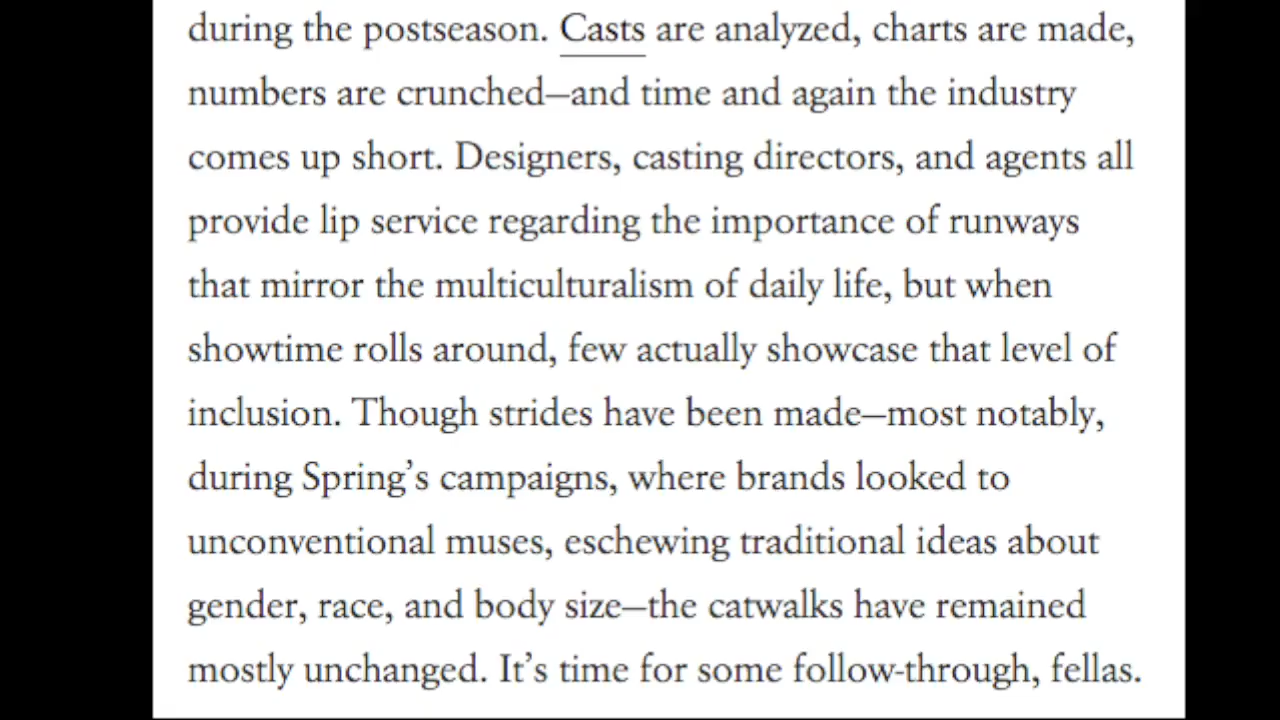 during the postseason. Casts are analyzed, charts are made,
numbers are crunched—and time and again the industry
comes up short. Designers, casting directors, and agents all
provide lip service regarding the importance of runways
that mirror the multiculturalism of daily life, but when
showtime rolls around, few actually showcase that level of
inclusion. Though strides have been made—most notably,
during Spring’s campaigns, where brands looked to
unconventional muses, eschewing traditional ideas about
gender, race, and body size—the catwalks have remained
mostly unchanged. It’s time for some follow-through, fellas.